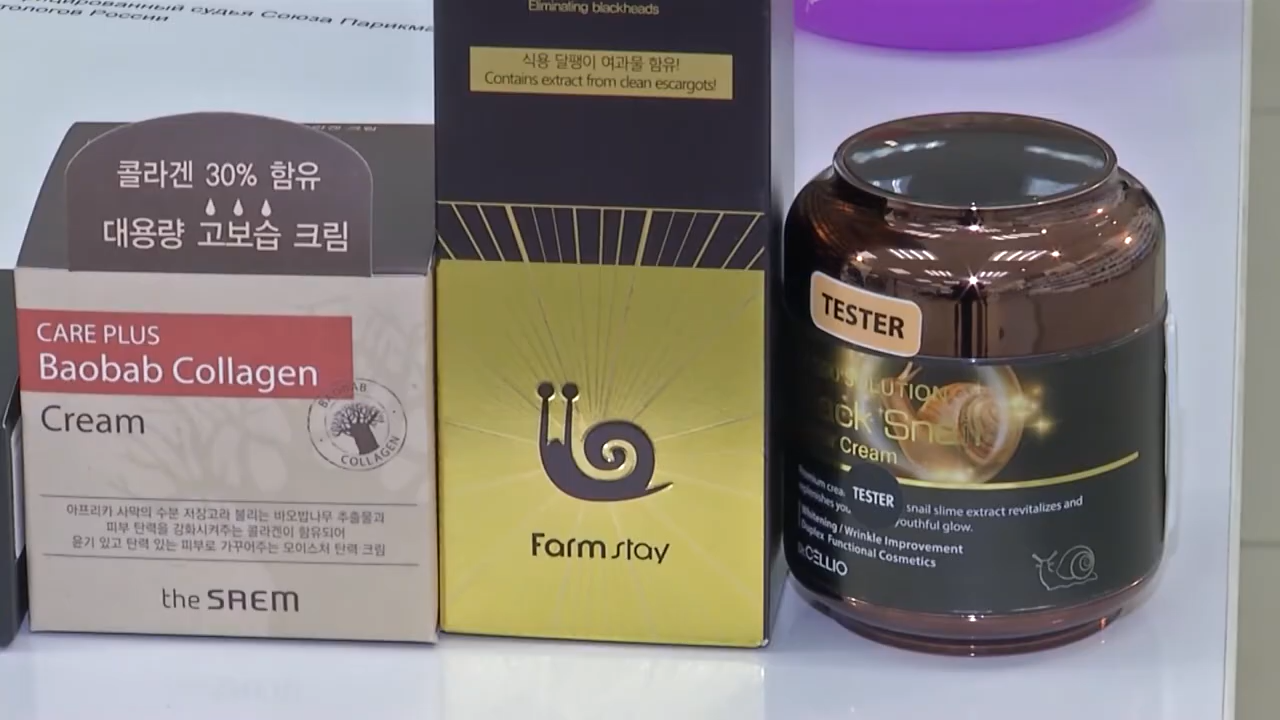 судья Союза Парикма
тологов России
콜라겐 30% 함유
대용량 고보습 크림
CARE PLUS
Baobab Collagen
Cream
BAOBAB
COLLAGEN
아프리카 사막의 수분 저장고라 불리는 바오밥나무 추출물과
피부 탄력을 강화시켜주는 콜라겐이 함유되어
윤기 있고 탄력 있는 피부로 가꾸어주는 모이스처 탄력 크림
the SAEM
Eliminating blackheads
식용 달팽이 여과물 함유!
Contains extract from clean escargots!
Farm stay
TESTER
Cream
TESTER
snail slime extract revitalizes and
replenishes
youthful glow.
Whitening / Wrinkle Improvement
Duplex Functional Cosmetics
CELLIO